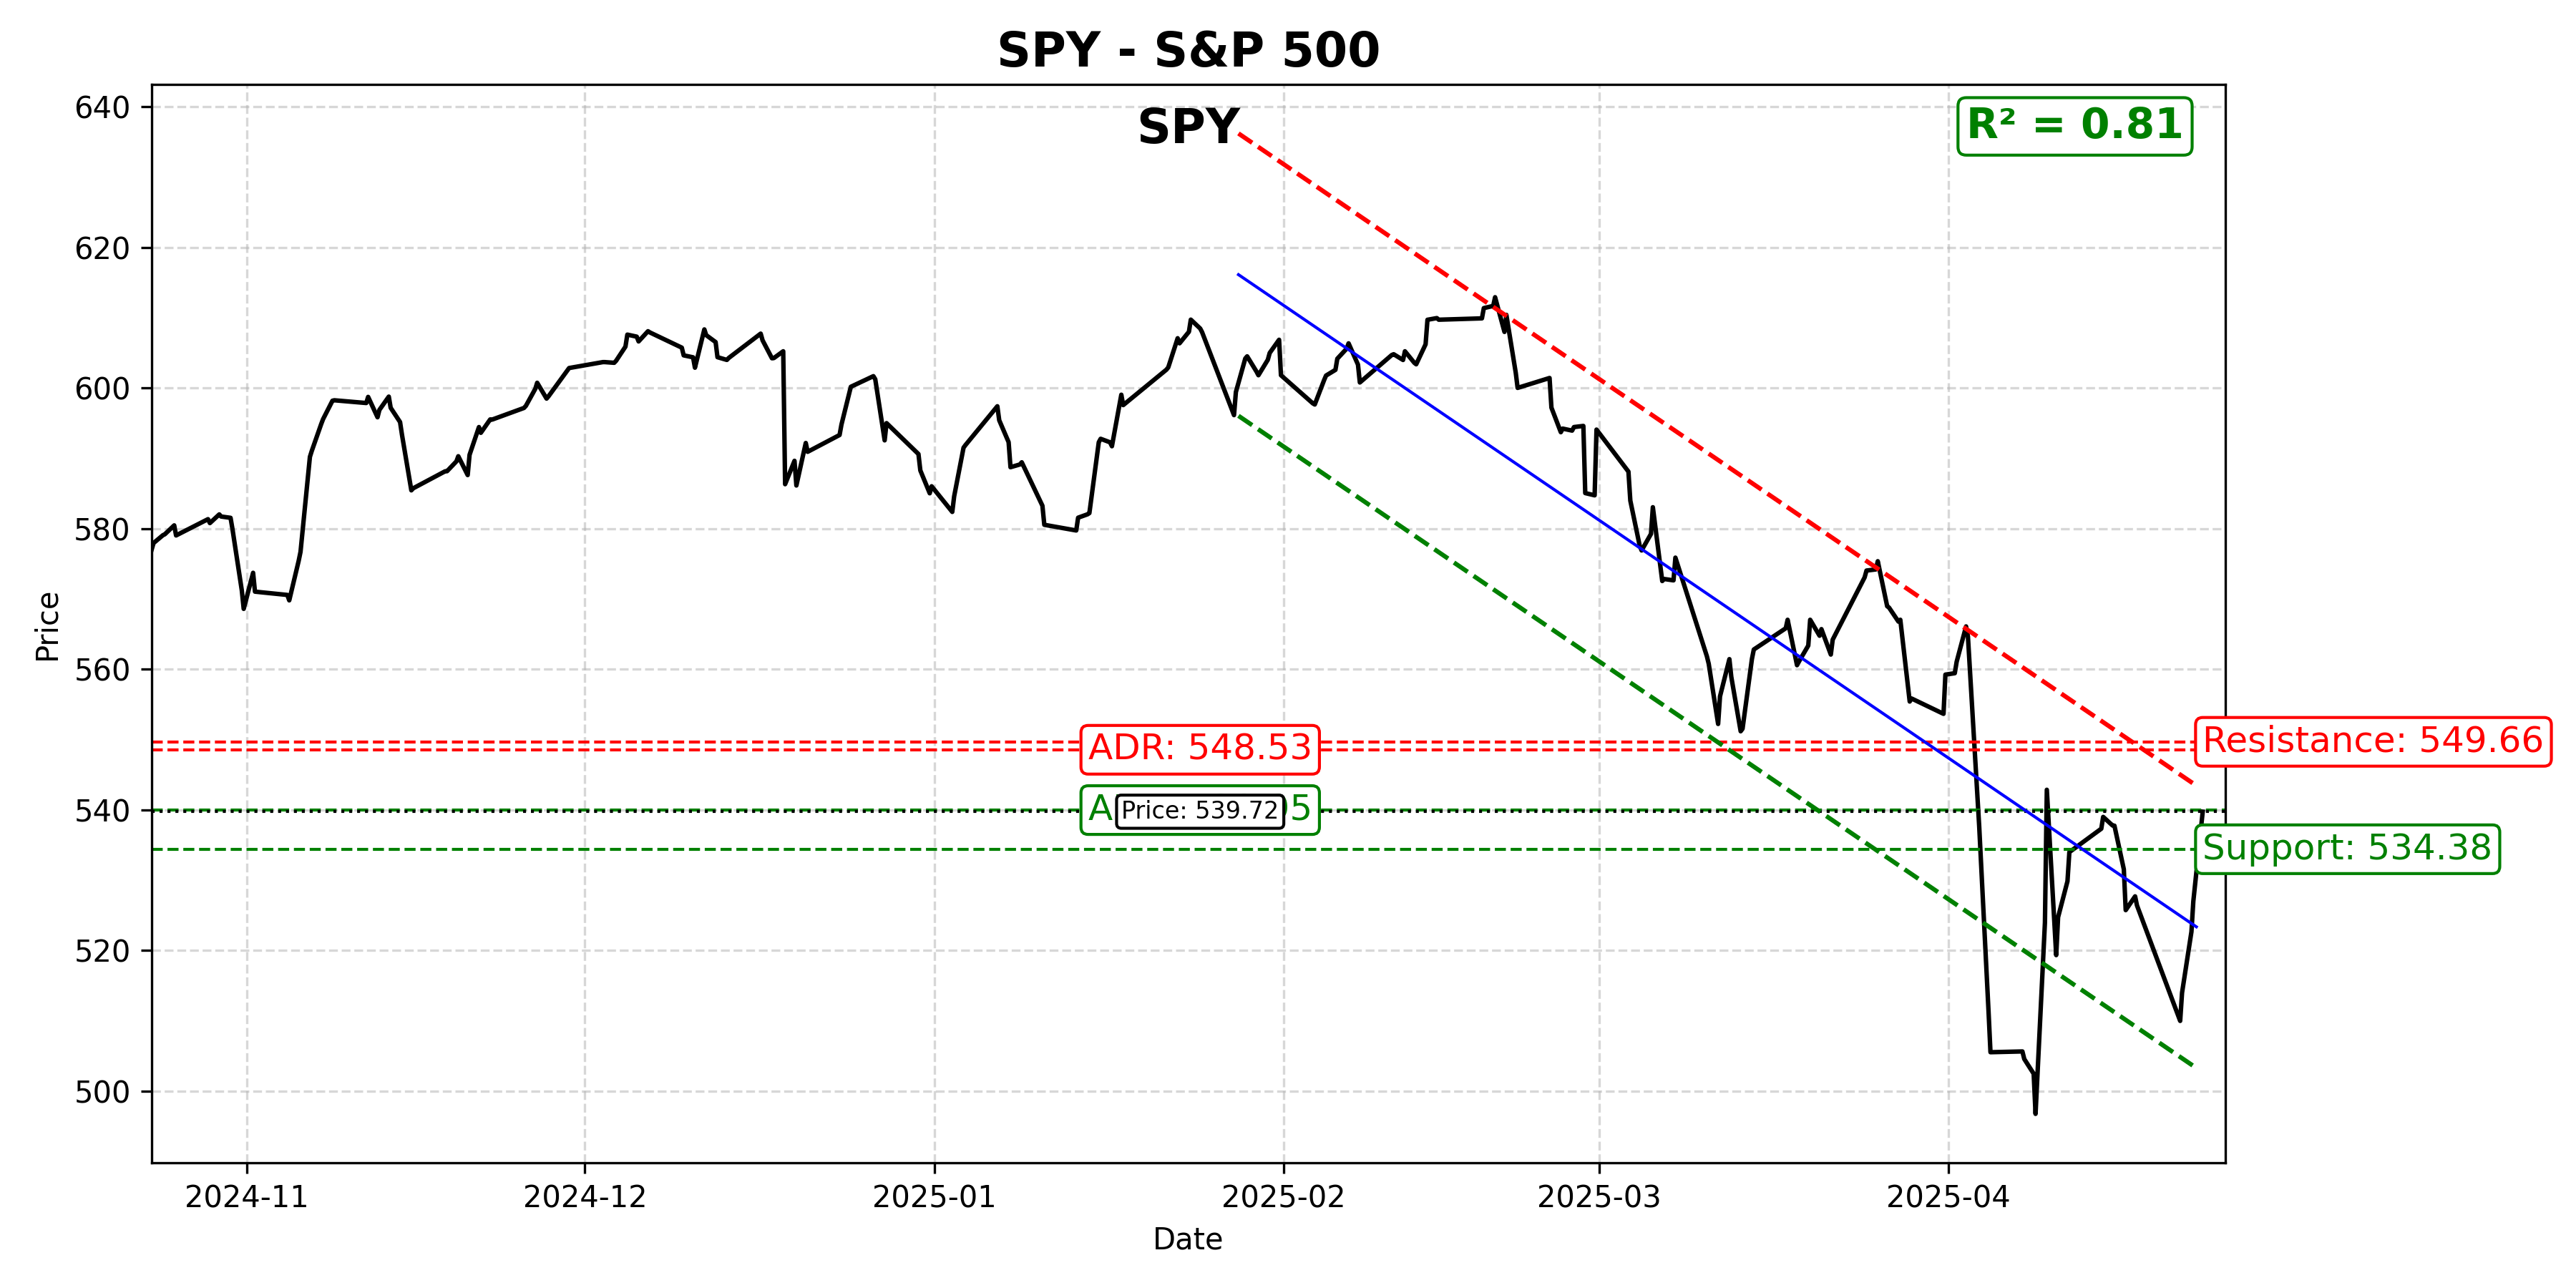 SPY - S&P 500
SPY
R² = 0.81
640
620
600
580
560
540
520
500
Price
ADR: 548.53
Resistance: 549.66
Price: 539.72
Support: 534.38
2024-11
2024-12
2025-01
2025-02
2025-03
2025-04
Date